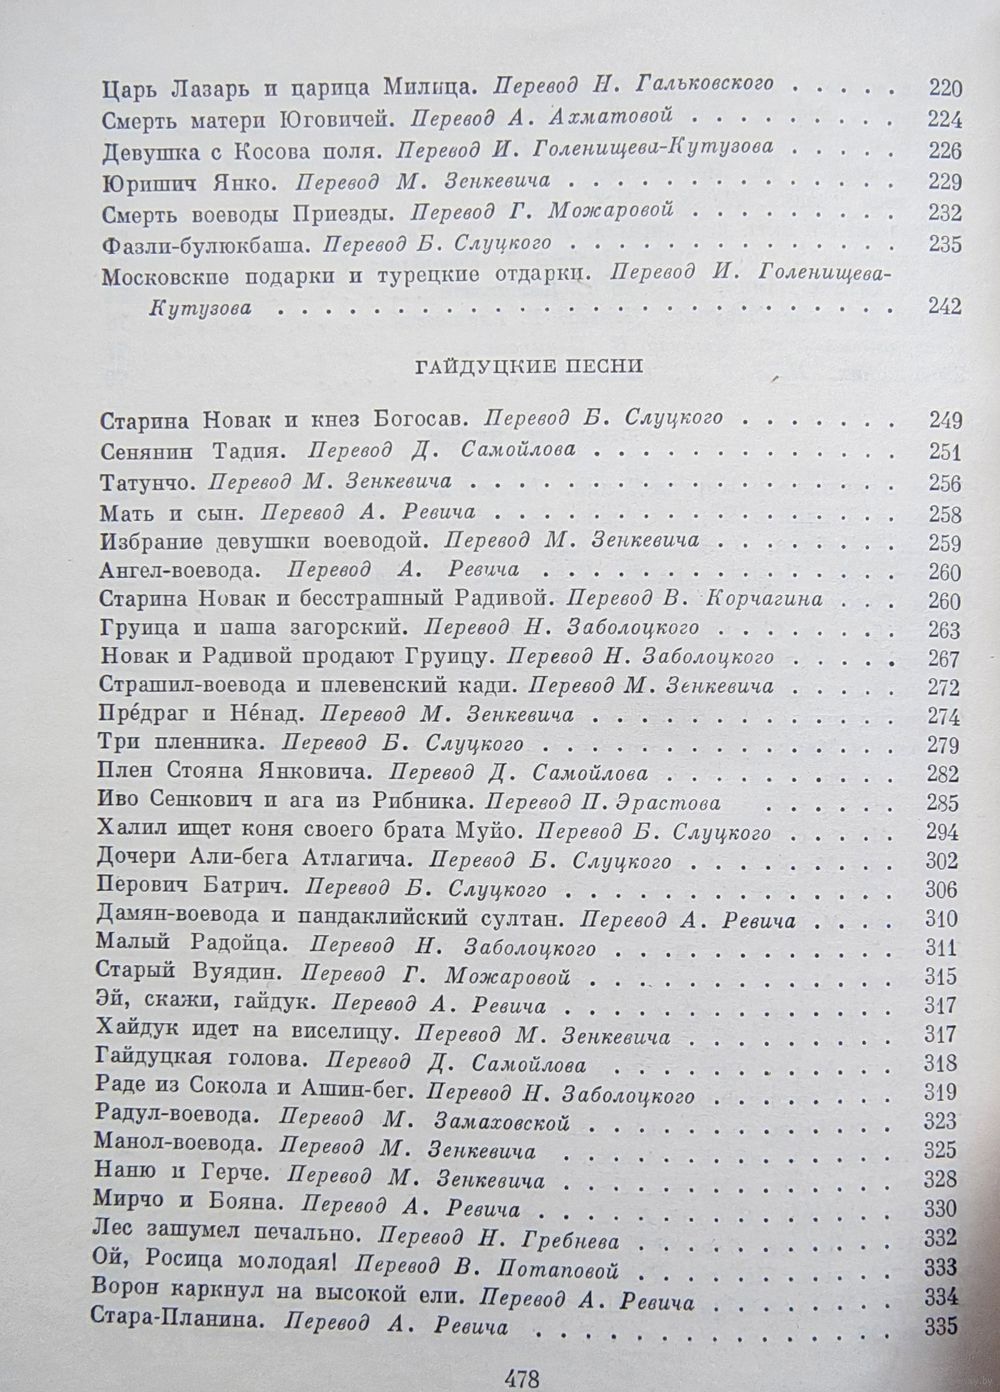 Царь Лазарь и царица Милица. Перевод Н. Гальковского . . . . . 220
Смерть матери Юговичей. Перевод А. Ахматовой . . . . . . . . . 224
Девушка с Косова поля. Перевод И. Голенищева-Кутузова . . . . . 226
Юришич Янко. Перевод М. Зенкевича . . . . . . . . . . . . . . 229
Смерть воеводы Приезды. Перевод Г. Можаровой . . . . . . . . . 232
Фазли-булюкбаша. Перевод Б. Слуцкого . . . . . . . . . . . . . . 235
Московские подарки и турецкие отдарки. Перевод И. Голенищева-
Кутузова . . . . . . . . . . . . . . . . . . . . . . . . . . 242
ГАЙДУЦКИЕ ПЕСНИ
Старина Новак и кнез Богосав. Перевод Б. Слуцкого . . . . . . . 249
Сенянин Тадия. Перевод Д. Самойлова . . . . . . . . . . . . . 251
Татунчо. Перевод М. Зенкевича . . . . . . . . . . . . . . . . . . 256
Мать и сын. Перевод А. Ревича . . . . . . . . . . . . . . . . . 258
Избрание девушки воеводой. Перевод М. Зенкевича . . . . . . . . 259
Ангел-воевода. Перевод А. Ревича . . . . . . . . . . . . . . . 260
Старина Новак и бесстрашный Радивой. Перевод В. Корчагина . . . 260
Груица и паша загорский. Перевод Н. Заболоцкого . . . . . . . . 263
Новак и Радивой продают Груицу. Перевод Н. Заболоцкого . . . . . 267
Страшил-воевода и плевенский кади. Перевод М. Зенкевича . . . . . 272
Пре́драг и Не́над. Перевод М. Зенкевича . . . . . . . . . . . . . 274
Три пленника. Перевод Б. Слуцкого . . . . . . . . . . . . . . . 279
Плен Стояна Янковича. Перевод Д. Самойлова . . . . . . . . . . 282
Иво Сенкович и ага из Рибника. Перевод П. Эрастова . . . . . . 285
Халил ищет коня своего брата Муйо. Перевод Б. Слуцкого . . . . . 294
Дочери Али-бега Атлагича. Перевод Б. Слуцкого . . . . . . . . . 302
Перович Батрич. Перевод Б. Слуцкого . . . . . . . . . . . . . . 306
Дамян-воевода и пандаклийский султан. Перевод А. Ревича . . . . 310
Малый Радойца. Перевод Н. Заболоцкого . . . . . . . . . . . . 311
Старый Вуядин. Перевод Г. Можаровой . . . . . . . . . . . . . 315
Эй, скажи, гайдук. Перевод А. Ревича . . . . . . . . . . . . . . 317
Хайдук идет на виселицу. Перевод М. Зенкевича . . . . . . . . . 317
Гайдуцкая голова. Перевод Д. Самойлова . . . . . . . . . . . . 318
Раде из Сокола и Ашин-бег. Перевод Н. Заболоцкого . . . . . . . . 319
Радул-воевода. Перевод М. Замаховской . . . . . . . . . . . . . 323
Манол-воевода. Перевод М. Зенкевича . . . . . . . . . . . . . . 325
Наню и Герче. Перевод М. Зенкевича . . . . . . . . . . . . . . 328
Мирчо и Бояна. Перевод А. Ревича . . . . . . . . . . . . . . . 330
Лес зашумел печально. Перевод Н. Гребнева . . . . . . . . . . . 332
Ой, Росица молодая! Перевод В. Потаповой . . . . . . . . . . . 333
Ворон каркнул на высокой ели. Перевод А. Ревича . . . . . . . . 334
Стара-Планина. Перевод А. Ревича . . . . . . . . . . . . . . . 335
478